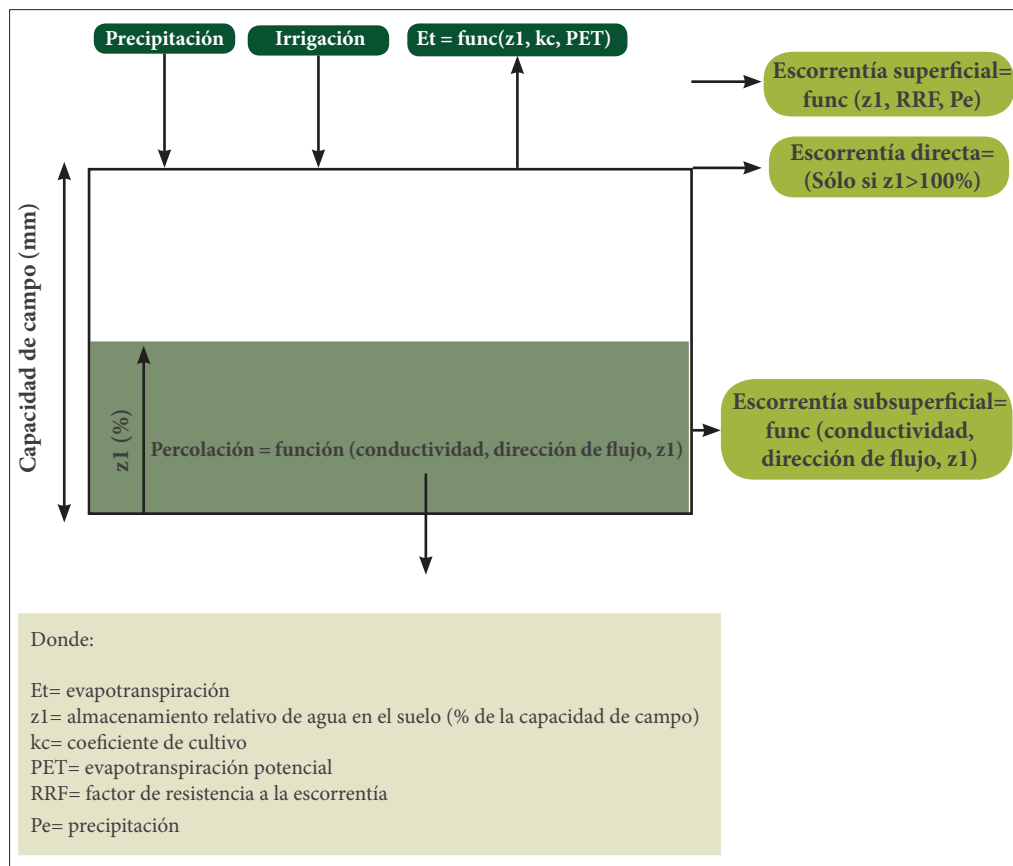 Precipitación
Irrigación
Et = func(z1, kc, PET)
Escorrentía superficial=
func (z1, RRF, Pe)
Escorrentía directa=
(Sólo si z1>100%)
Capacidad de campo (mm)
z1 (%)
Percolación = función (conductividad, dirección de flujo, z1)
Escorrentía subsuperficial=
func (conductividad,
dirección de flujo, z1)
Donde:
Et= evapotranspiración
z1= almacenamiento relativo de agua en el suelo (% de la capacidad de campo)
kc= coeficiente de cultivo
PET= evapotranspiración potencial
RRF= factor de resistencia a la escorrentía
Pe= precipitación